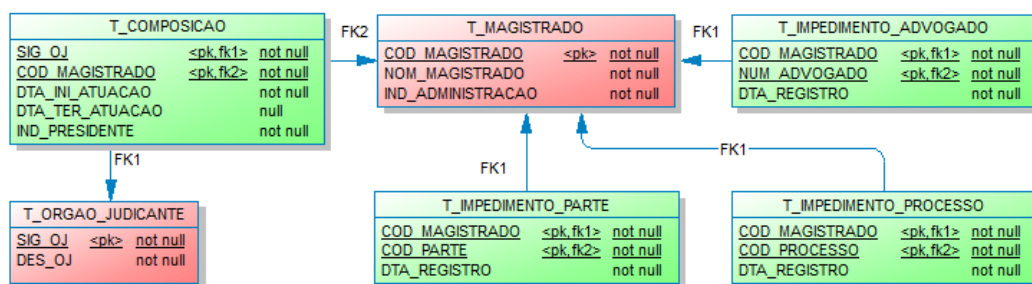 T_COMPOSICAO
SIG_OJ <pk,fk1> not null
COD_MAGISTRADO <pk,fk2> not null
DTA_INI_ATUACAO not null
DTA_TER_ATUACAO null
IND_PRESIDENTE not null
FK2
T_MAGISTRADO
COD_MAGISTRADO <pk> not null
NOM_MAGISTRADO not null
IND_ADMINISTRACAO not null
FK1
T_IMPEDIMENTO_ADVOGADO
COD_MAGISTRADO <pk,fk1> not null
NUM_ADVOGADO <pk,fk2> not null
DTA_REGISTRO not null
FK1
FK1
FK1
T_ORGAO_JUDICANTE
SIG_OJ <pk> not null
DES_OJ not null
T_IMPEDIMENTO_PARTE
COD_MAGISTRADO <pk,fk1> not null
COD_PARTE <pk,fk2> not null
DTA_REGISTRO not null
T_IMPEDIMENTO_PROCESSO
COD_MAGISTRADO <pk,fk1> not null
COD_PROCESSO <pk,fk2> not null
DTA_REGISTRO not null